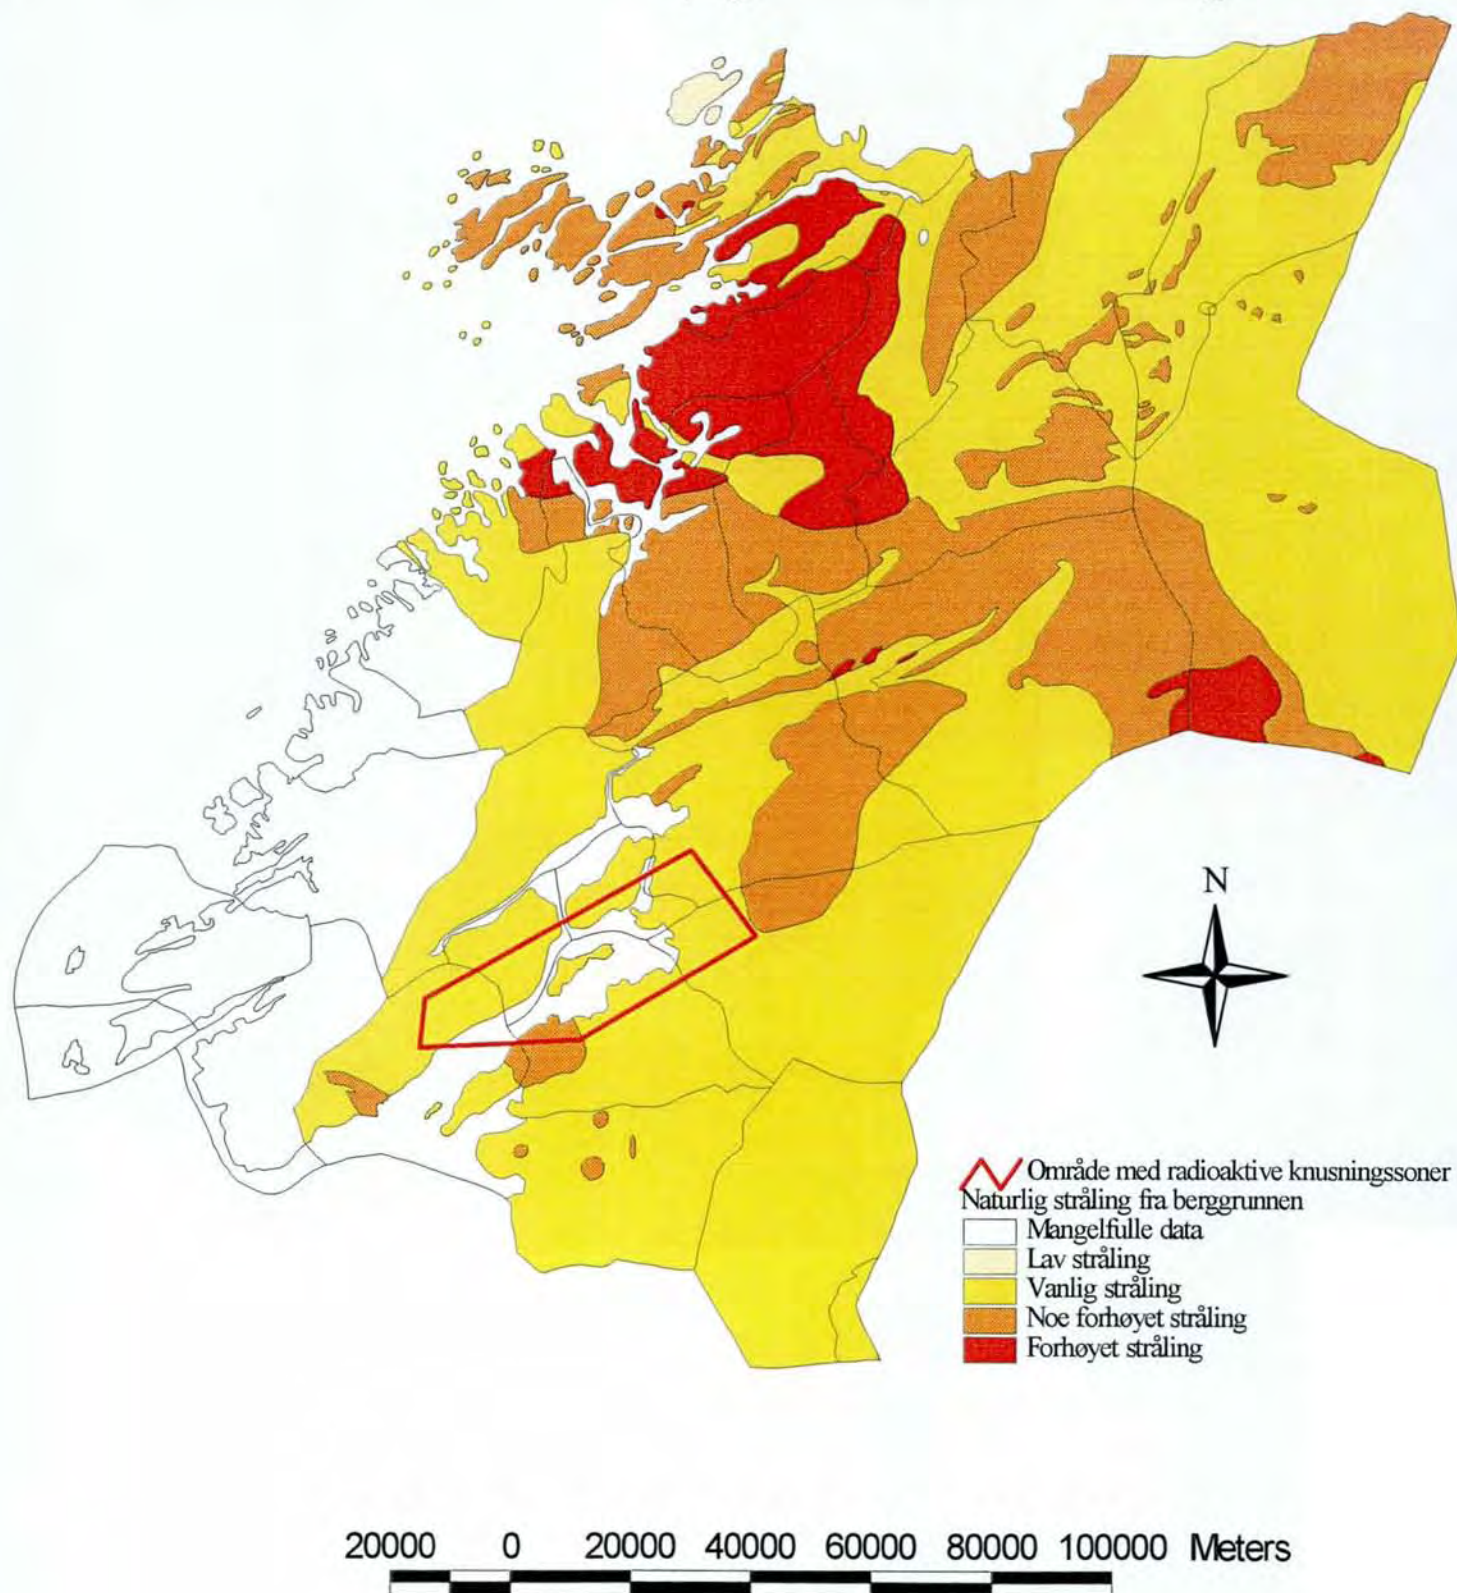 N
Område med radioaktive knusningssoner
Naturlig stråling fra berggrunnen
Mangelfulle data
Lav stråling
Vanlig stråling
Noe forhøyet stråling
Forhøyet stråling
20000 0 20000 40000 60000 80000 100000 Meters